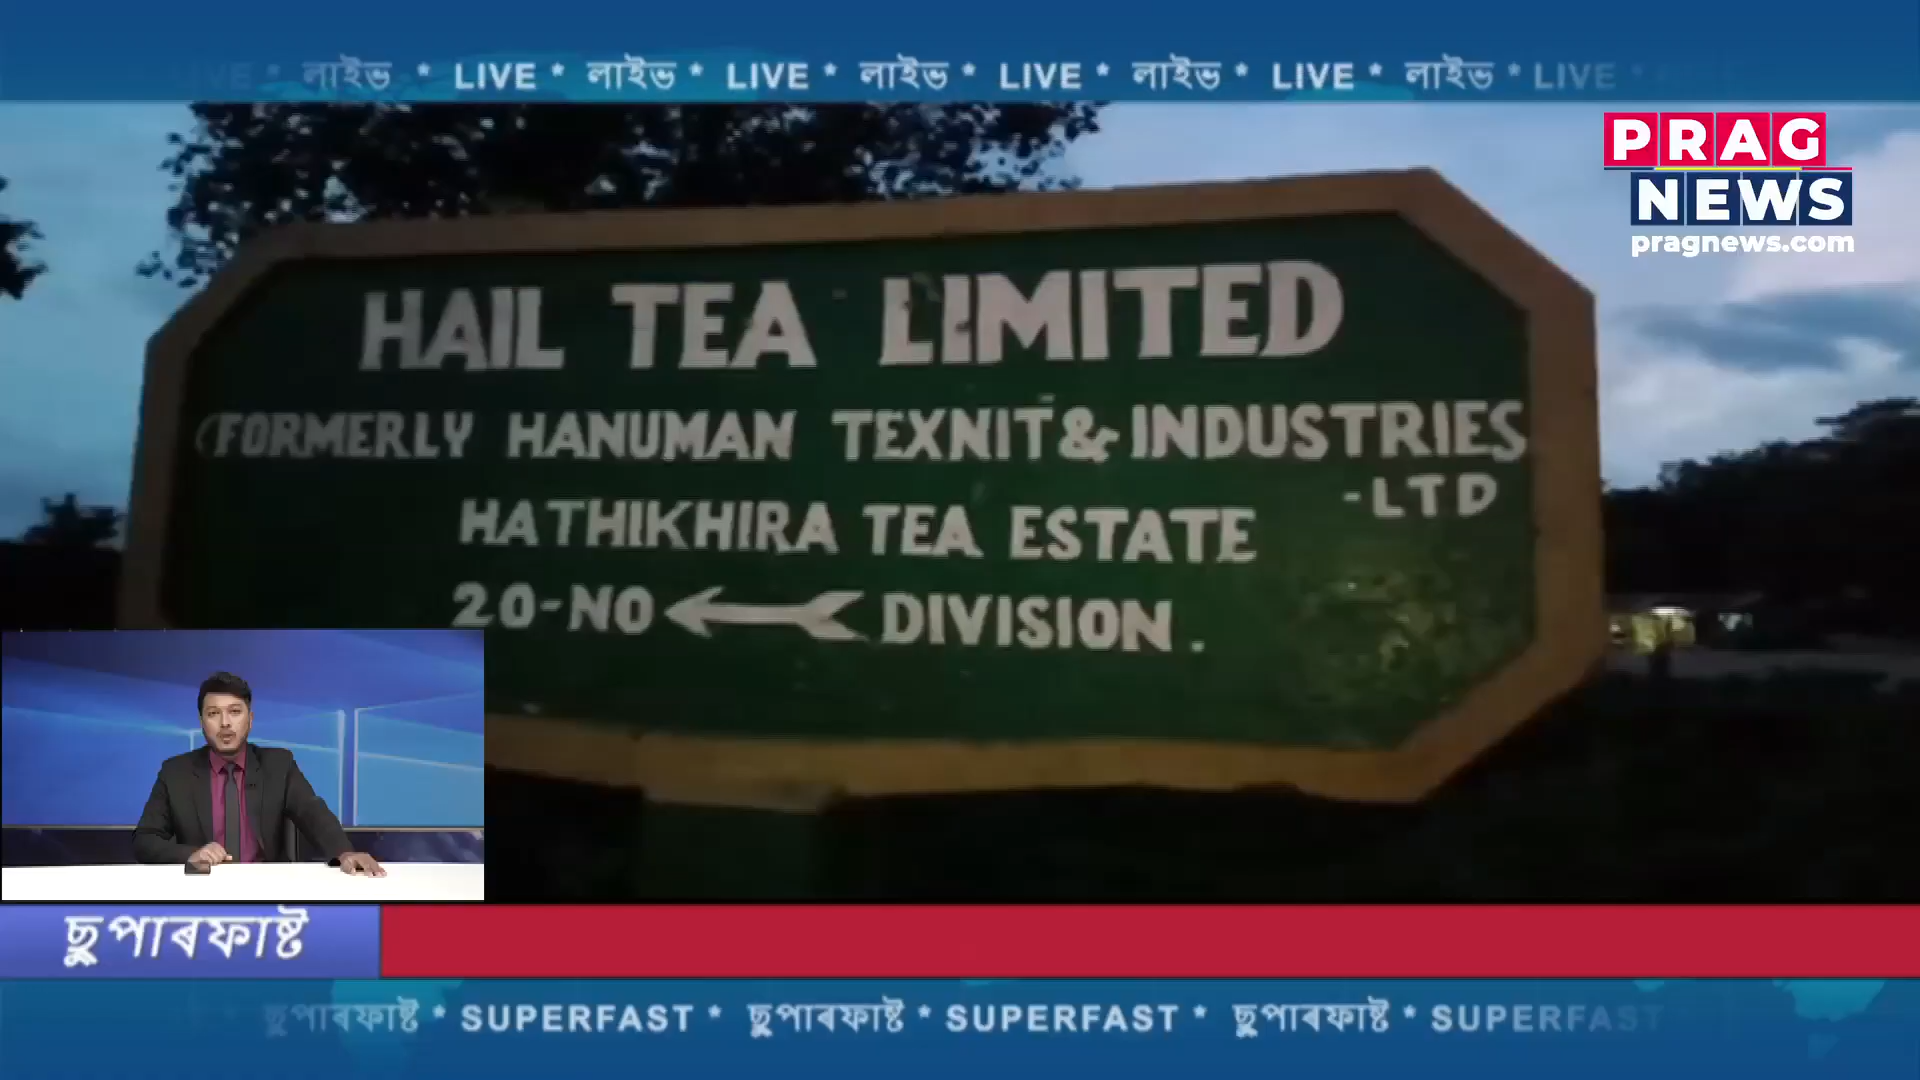 LIVE * লাইভ * LIVE * লাইভ * LIVE * লাইভ * LIVE * লাইভ * LIVE * লাইভ * LIVE *
PRAG
NEWS
pragnews.com
HAIL TEA LIMITED
(FORMERLY HANUMAN TEXNIT & INDUSTRIES
-LTD
HATHIKHIRA TEA ESTATE
20-NO DIVISION.
ছুপাৰফাষ্ট
ছুপাৰফাষ্ট * SUPERFAST * ছুপাৰফাষ্ট * SUPERFAST * ছুপাৰফাষ্ট * SUPERFAST